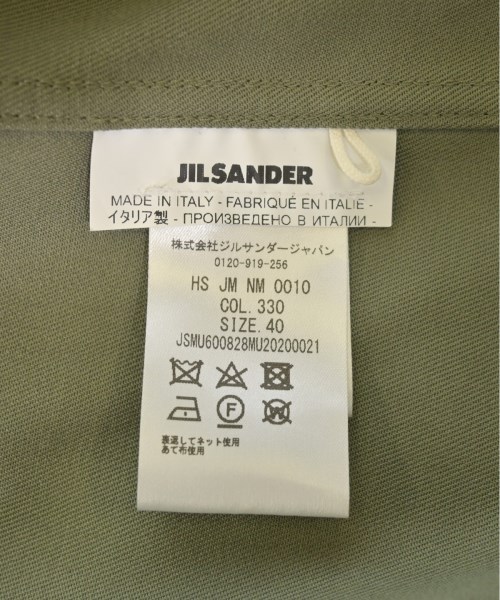 JIL SANDER
MADE IN ITALY - FABRIQUÉ EN ITALIE -
イタリア製 - ПРОИЗВЕДЕНО В ИТАЛИИ -
株式会社ジルサンダージャパン
0120-919-256
HS JM NM 0010
COL. 330
SIZE. 40
JSMU600828MU20200021
F W
裏返してネット使用
あて布使用